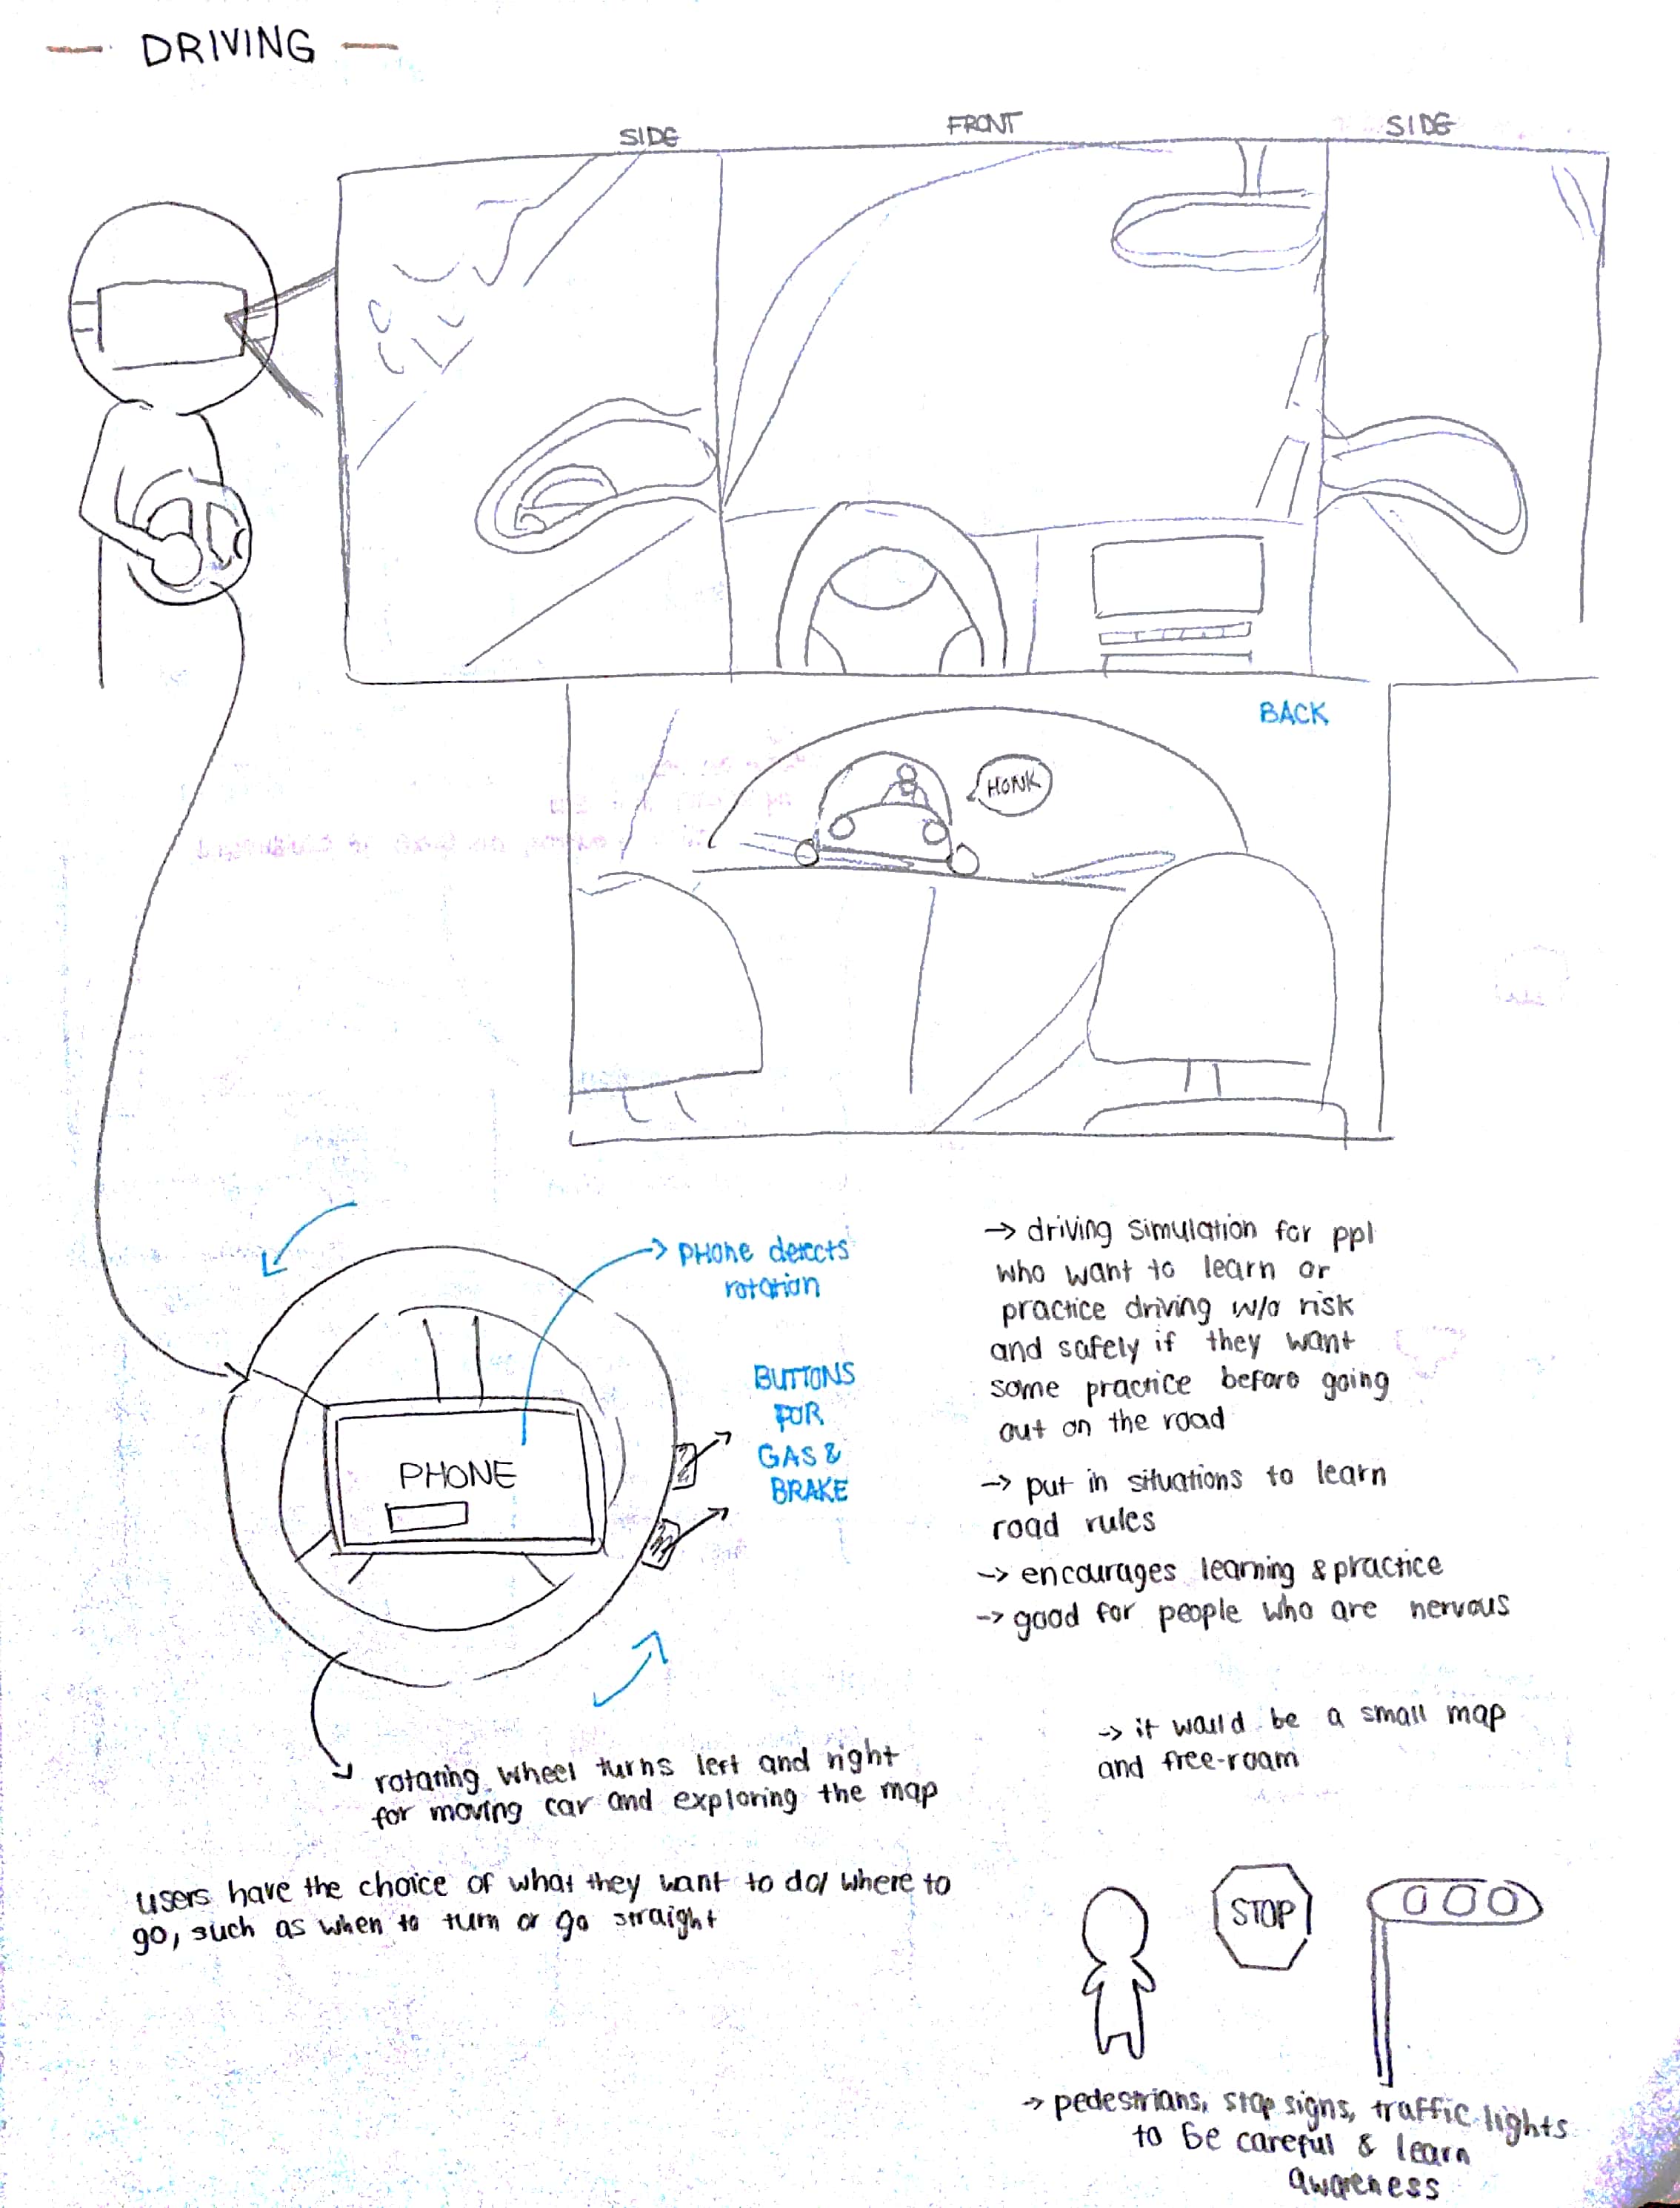 — DRIVING —
SIDE
FRONT
SIDE
BACK
HONK
→ PHone detects
rotation
BUTTONS
FOR
GAS &
BRAKE
PHONE
→ driving simulation for ppl
who want to learn or
practice driving w/o risk
and safely if they want
some practice before going
out on the road
→ put in situations to learn
road rules
→ encourages learning & practice
→ good for people who are nervous
→ it would be a small map
and free-roam
rotating wheel turns left and right
for moving car and exploring the map
users have the choice of what they want to do/ where to
go, such as when to turn or go straight
STOP
→ pedestrians, stop signs, traffic lights
to be careful & learn
awareness